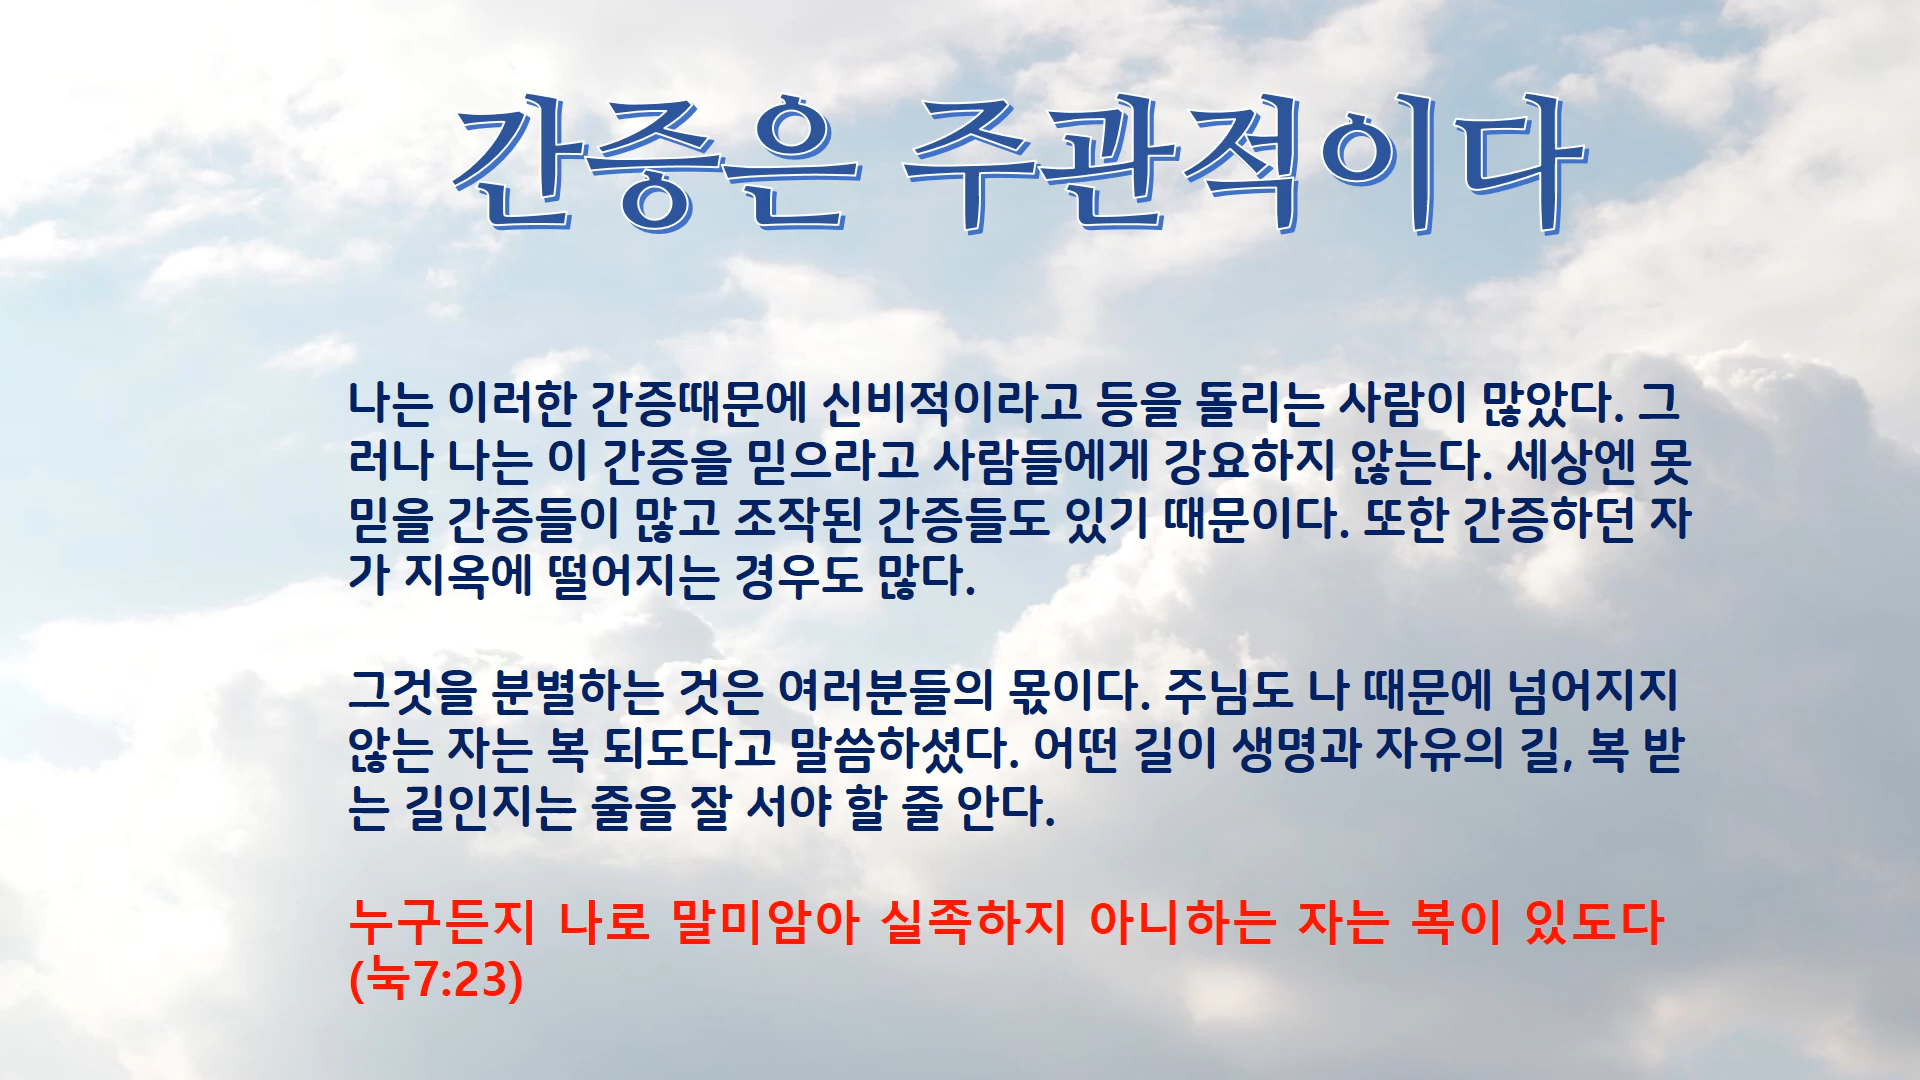 간증은 주관적이다
나는 이러한 간증때문에 신비적이라고 등을 돌리는 사람이 많았다. 그
러나 나는 이 간증을 믿으라고 사람들에게 강요하지 않는다. 세상엔 못
믿을 간증들이 많고 조작된 간증들도 있기 때문이다. 또한 간증하던 자
가 지옥에 떨어지는 경우도 많다.
그것을 분별하는 것은 여러분들의 몫이다. 주님도 나 때문에 넘어지지
않는 자는 복 되도다고 말씀하셨다. 어떤 길이 생명과 자유의 길, 복 받
는 길인지는 줄을 잘 서야 할 줄 안다.
누구든지 나로 말미암아 실족하지 아니하는 자는 복이 있도다
(눅7:23)